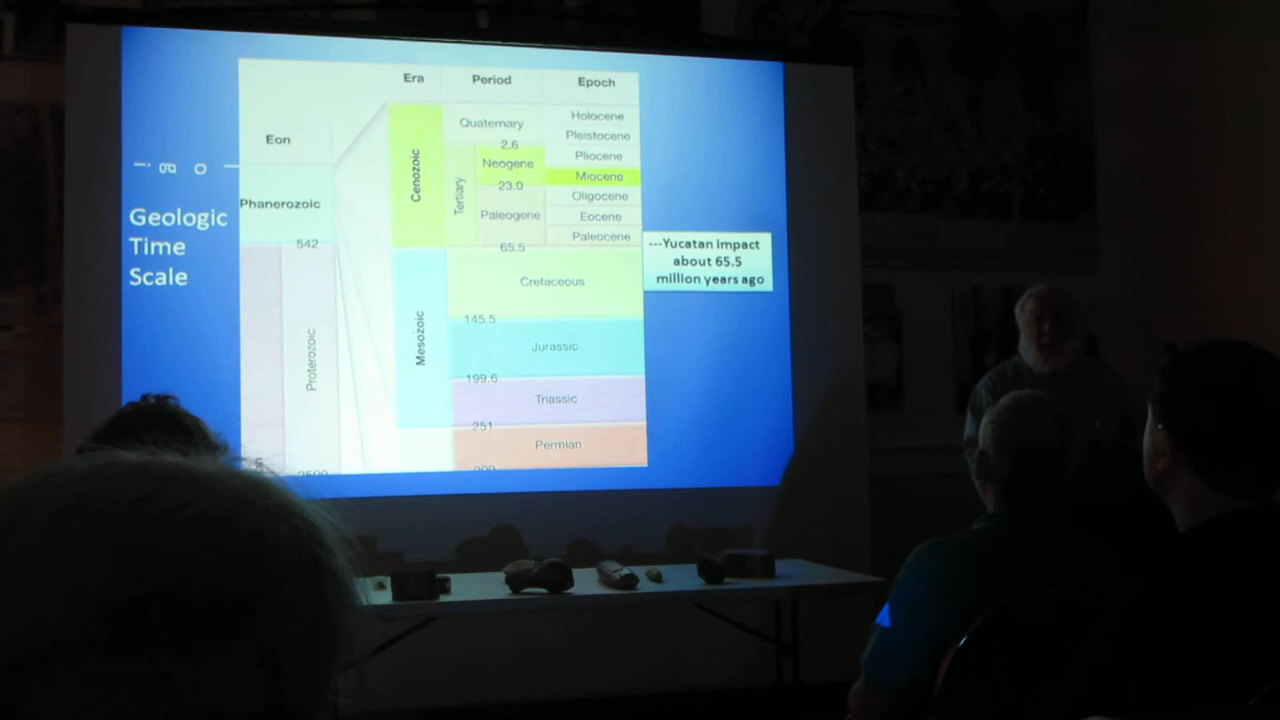 Era Period Epoch
Eon
Quaternary
Holocene
Pleistocene
2.6
Pliocene
Neogene
Miocene
Cenozoic
Tertiary
23.0
Oligocene
Phanerozoic
Paleogene
Eocene
Paleocene
542
65.5
Geologic
Time
Scale
---Yucatan impact
about 65.5
million years ago
Cretaceous
145.5
Mesozoic
Jurassic
Proterozoic
199.6
Triassic
251
Permian